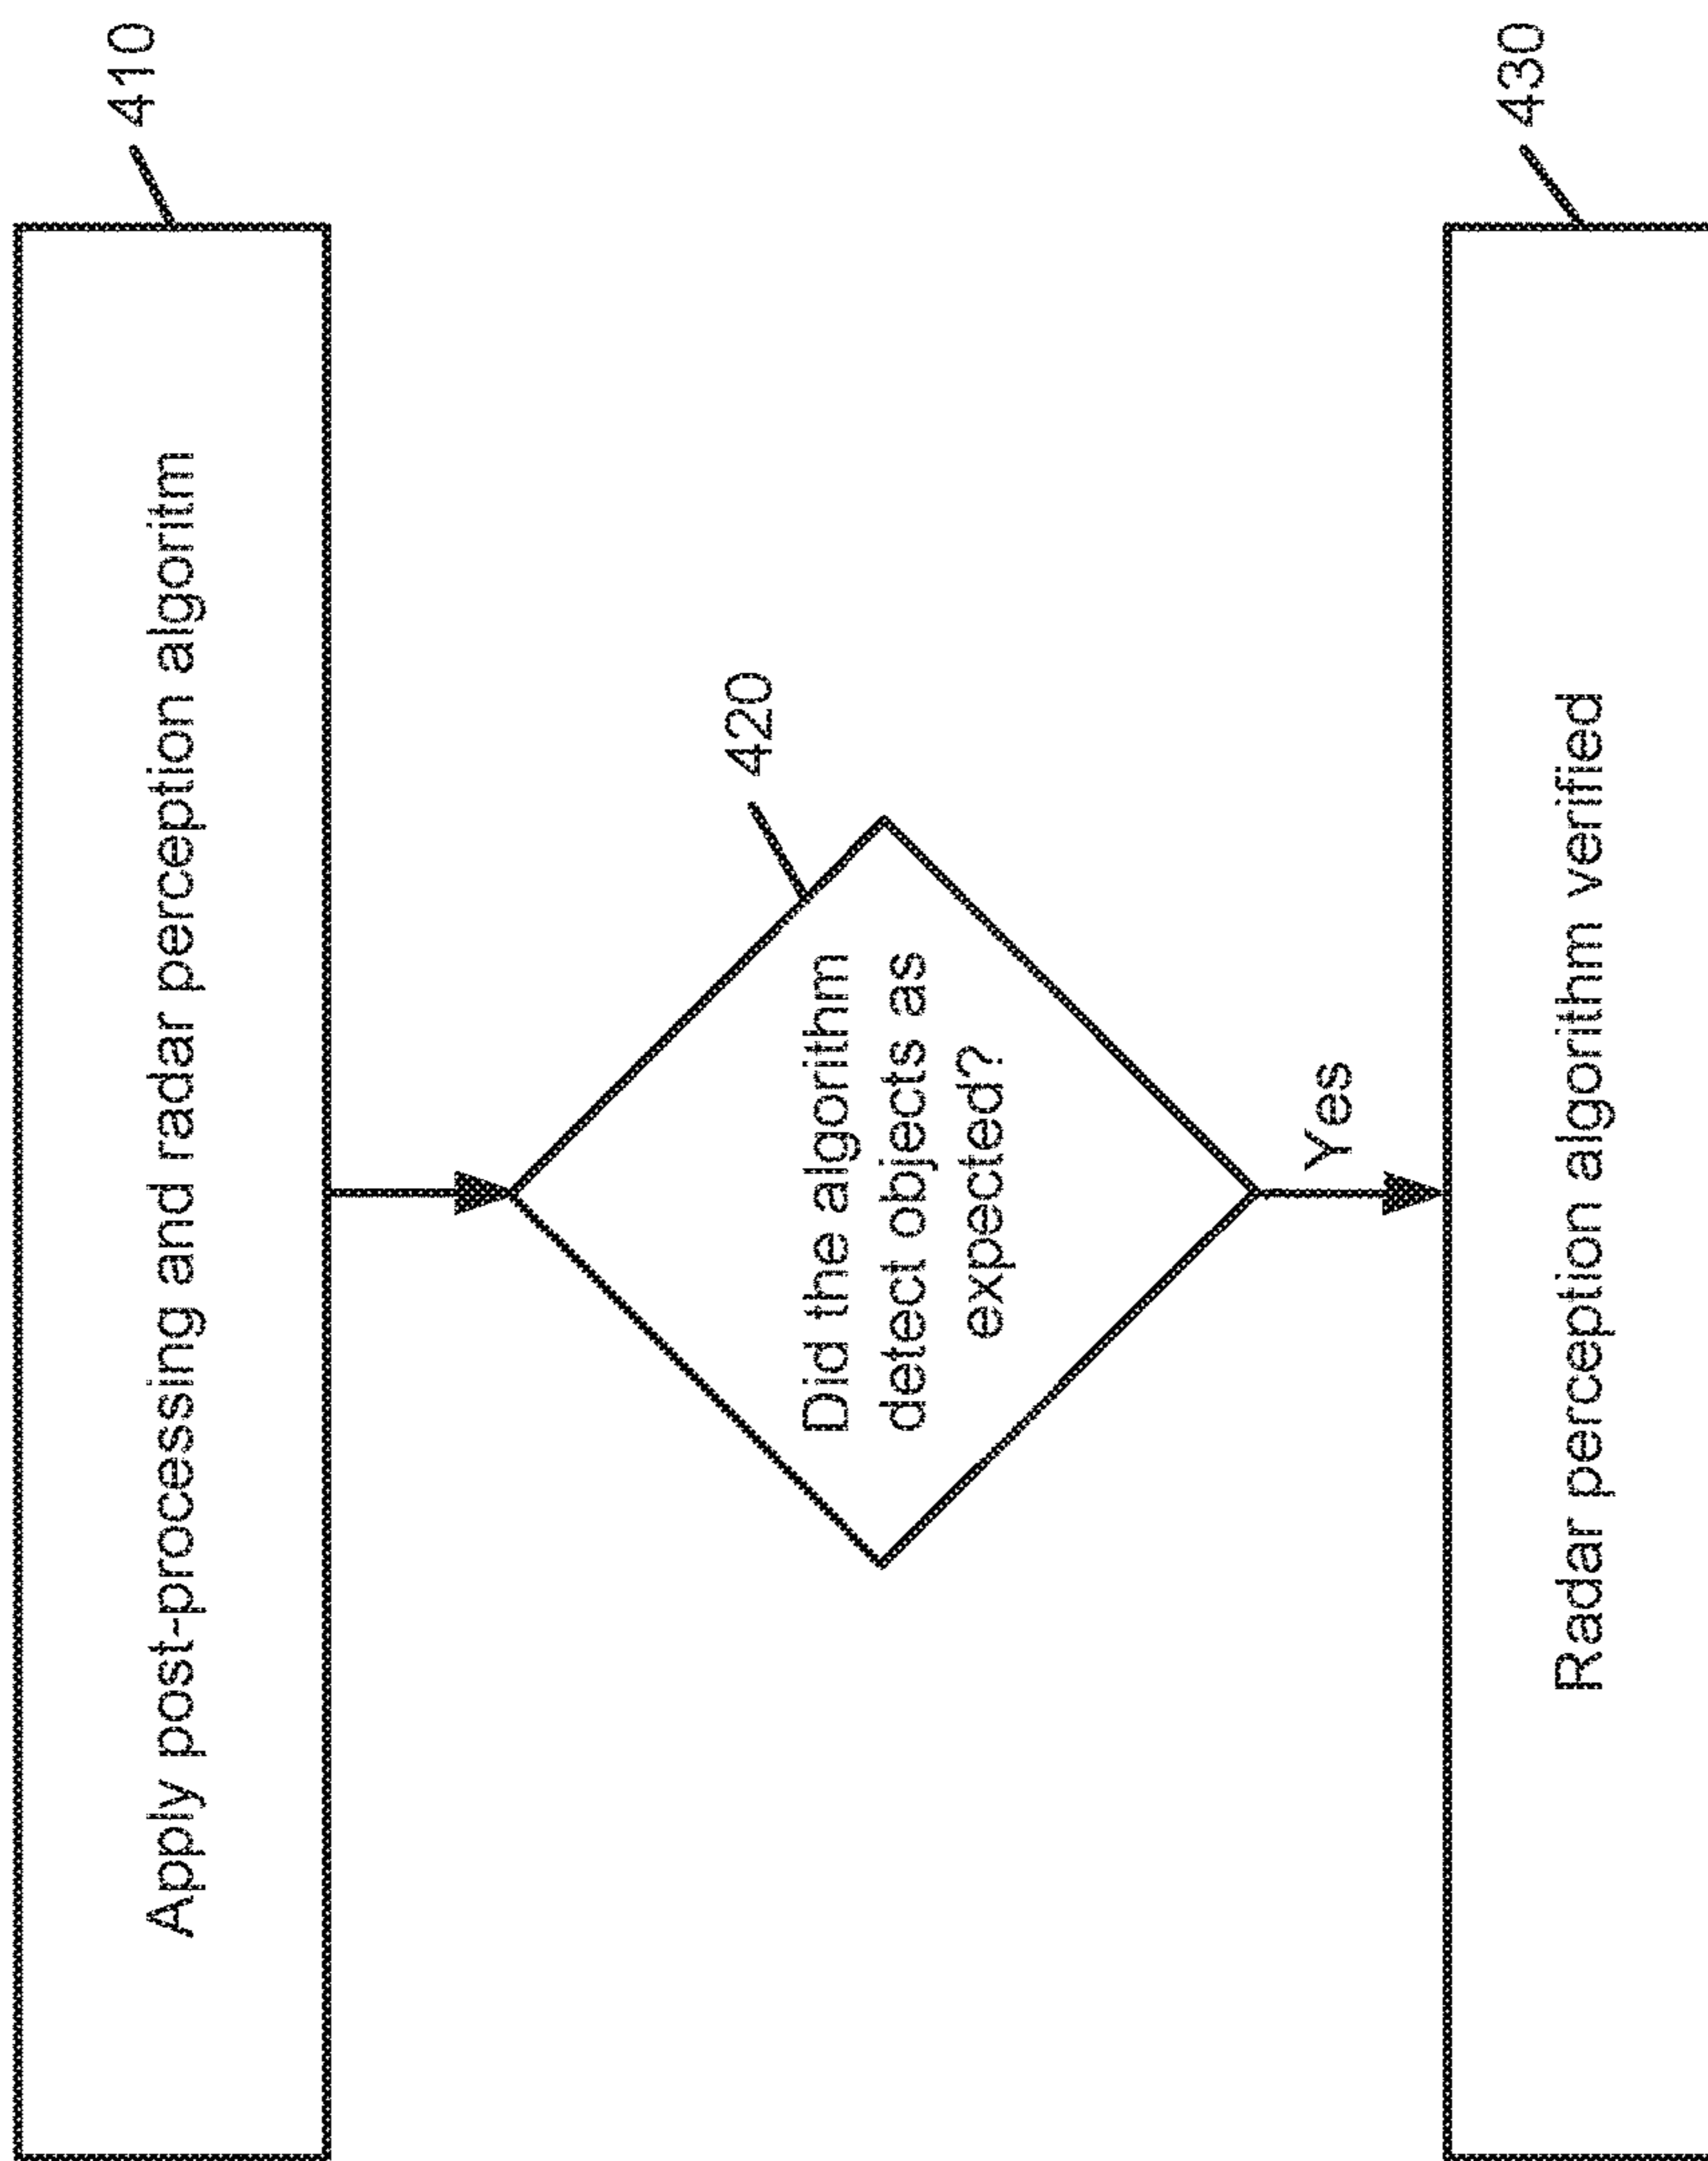 410
Apply post-processing and radar perception algoritm
420
Did the algorithm
detect objects as
expected?
Yes
430
Radar perception algorithm verified